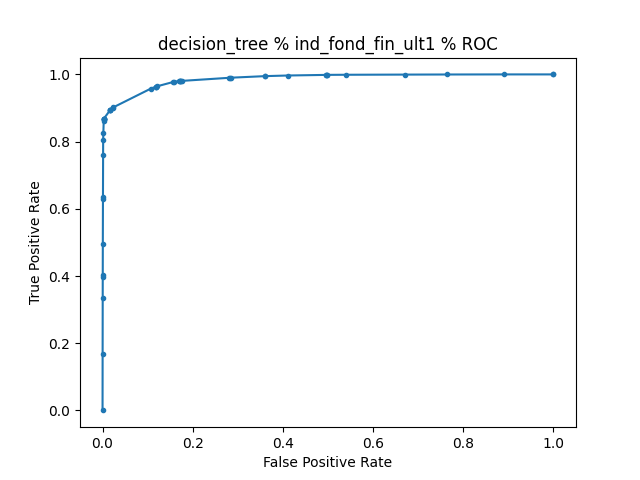 decision_tree % ind_fond_fin_ult1 % ROC
1.0
0.8
0.6
0.4
0.2
0.0
True Positive Rate
0.0 0.2 0.4 0.6 0.8 1.0
False Positive Rate